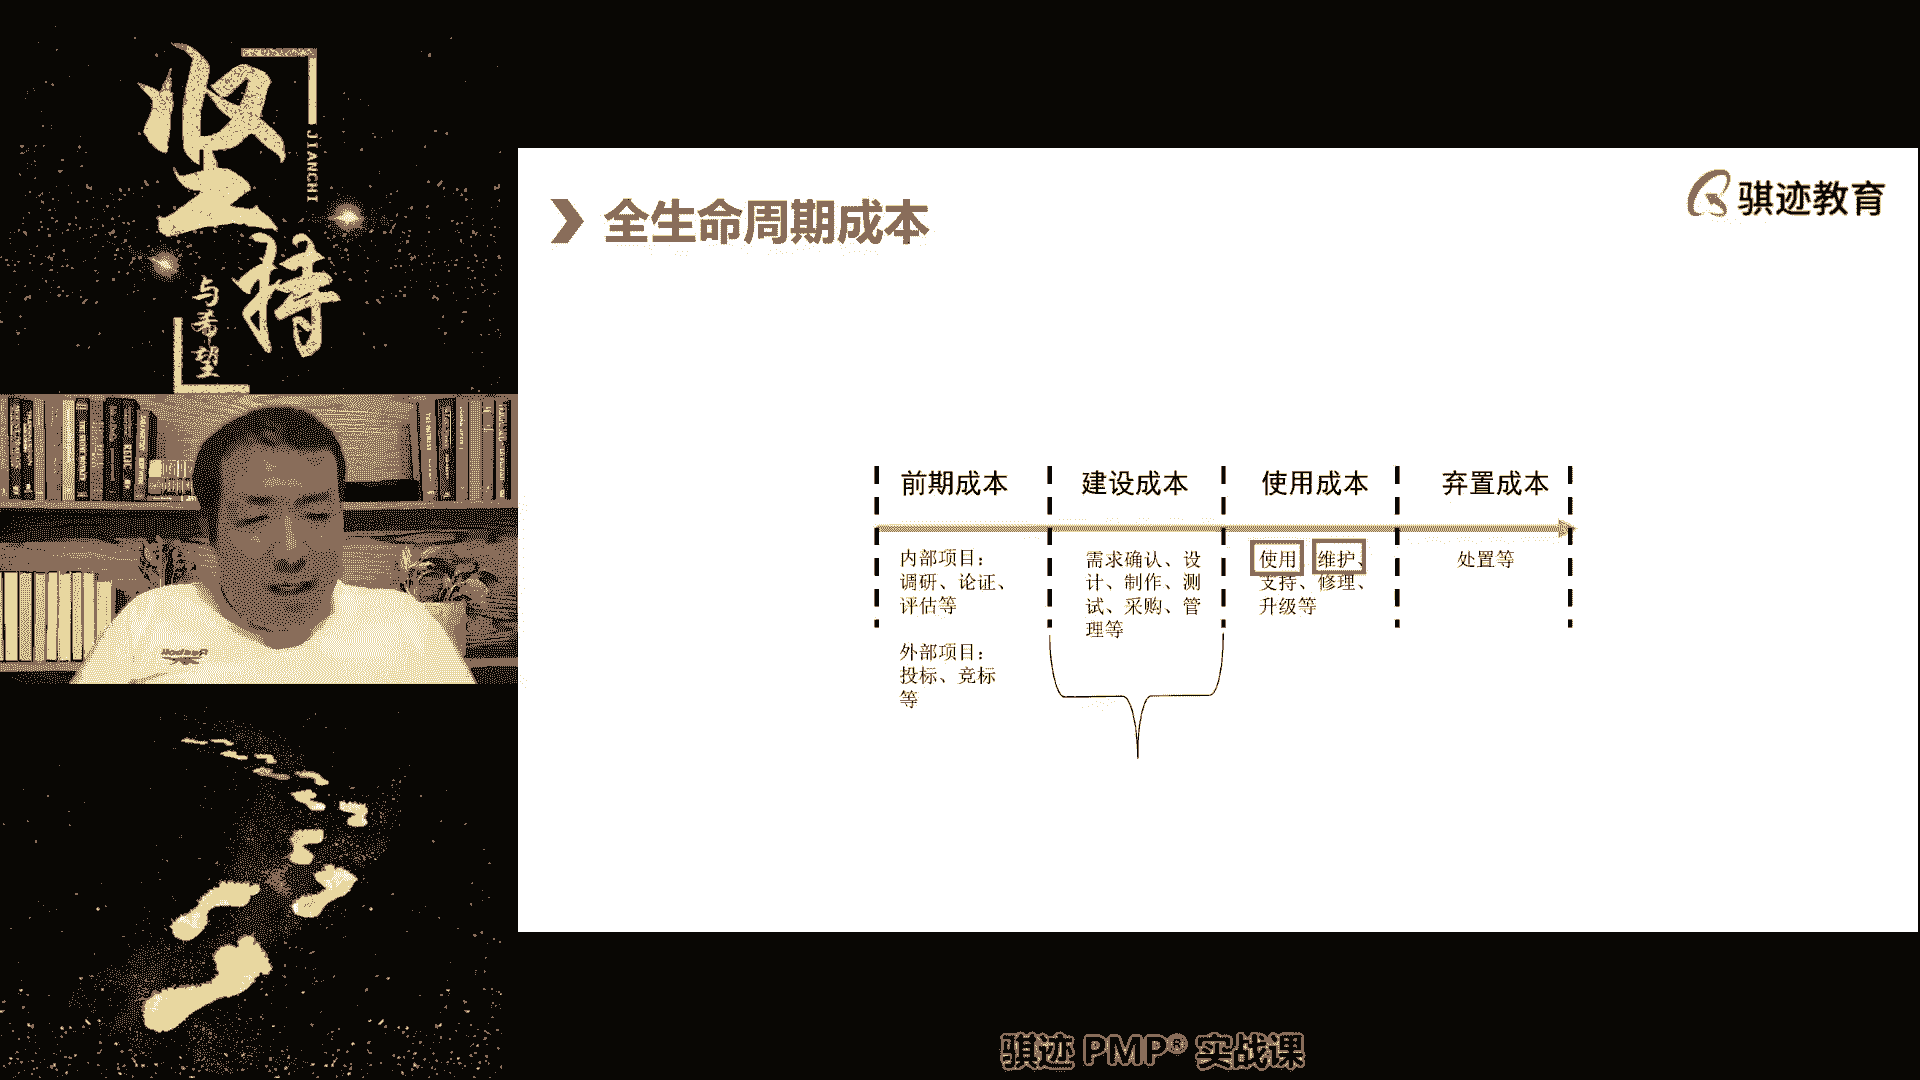 坚持
JIANCHI
与希望
Reebok
骐迹教育
全生命周期成本
前期成本
建设成本
使用成本
弃置成本
内部项目：
调研、论证、
评估等
外部项目：
投标、竞标
等
需求确认、设
计、制作、测
试、采购、管
理等
使用 维护、
支持、修理、
升级等
处置等
骐迹 PMP® 实战课